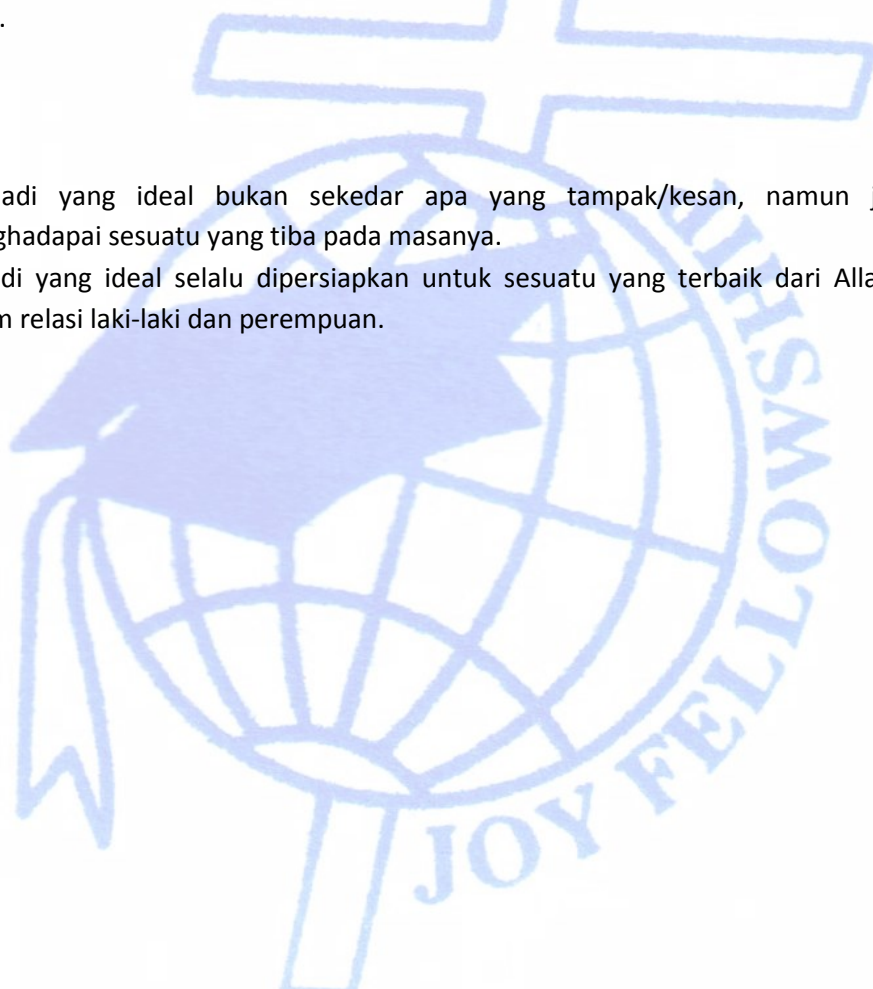 .
adi yang ideal bukan sekedar apa yang tampak/kesan, namun j
ghadapai sesuatu yang tiba pada masanya.
di yang ideal selalu dipersiapkan untuk sesuatu yang terbaik dari Alla
m relasi laki-laki dan perempuan.
JOY FELLOWSHIP